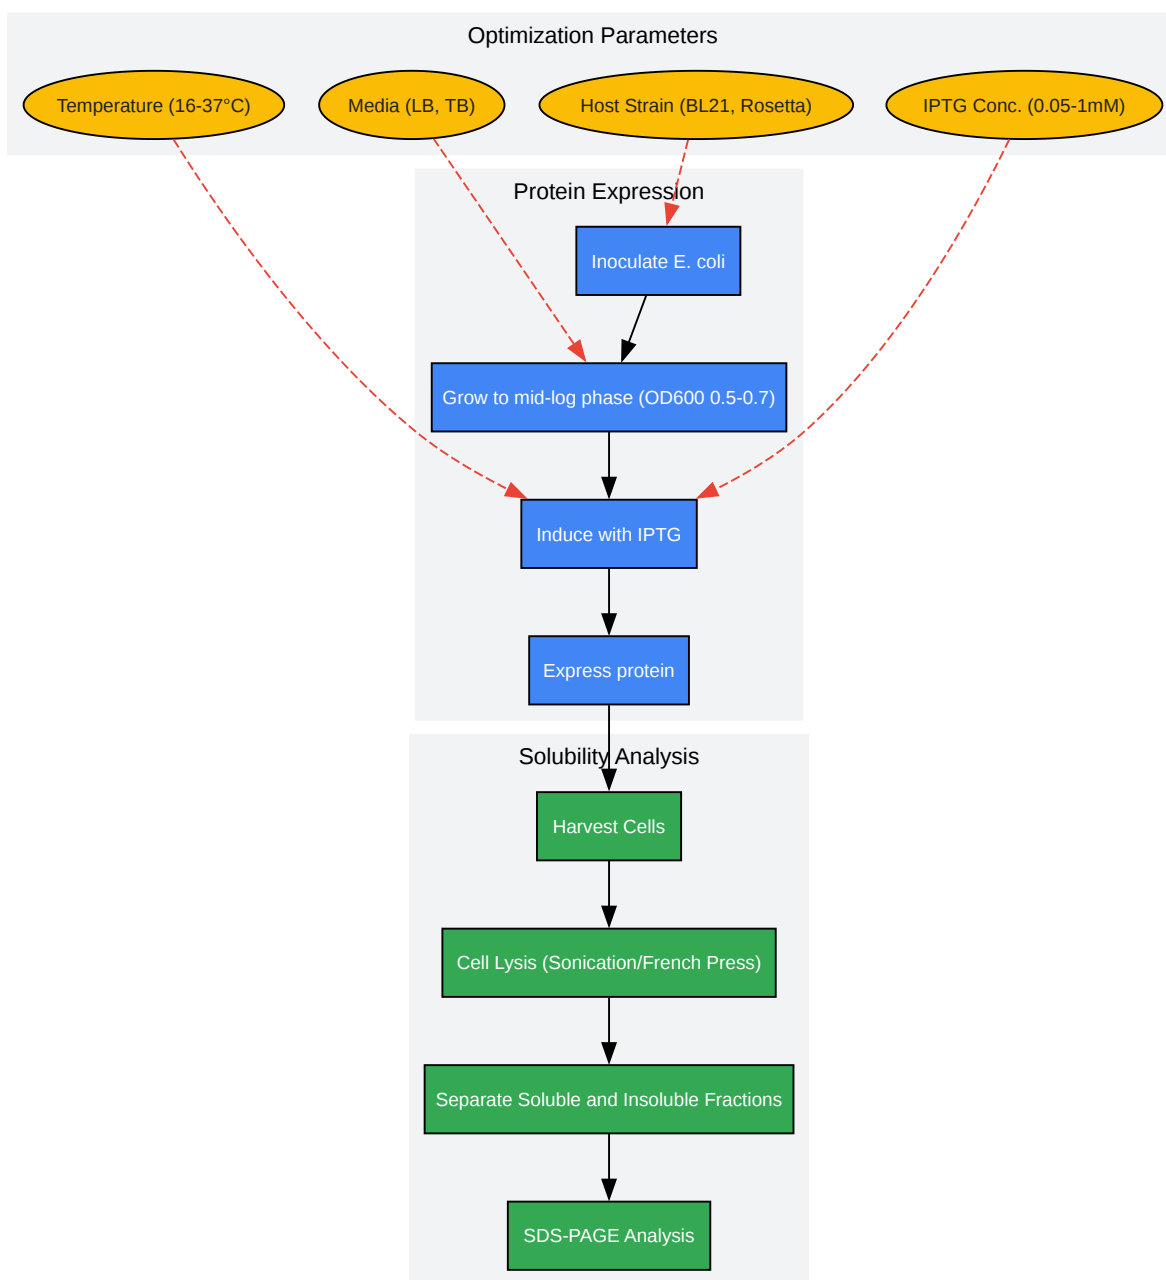 Optimization Parameters
Temperature (16-37°C)
Media (LB, TB)
Host Strain (BL21, Rosetta)
IPTG Conc. (0.05-1mM)
Protein Expression
Inoculate E. coli
Grow to mid-log phase (OD600 0.5-0.7)
Induce with IPTG
Express protein
Solubility Analysis
Harvest Cells
Cell Lysis (Sonication/French Press)
Separate Soluble and Insoluble Fractions
SDS-PAGE Analysis